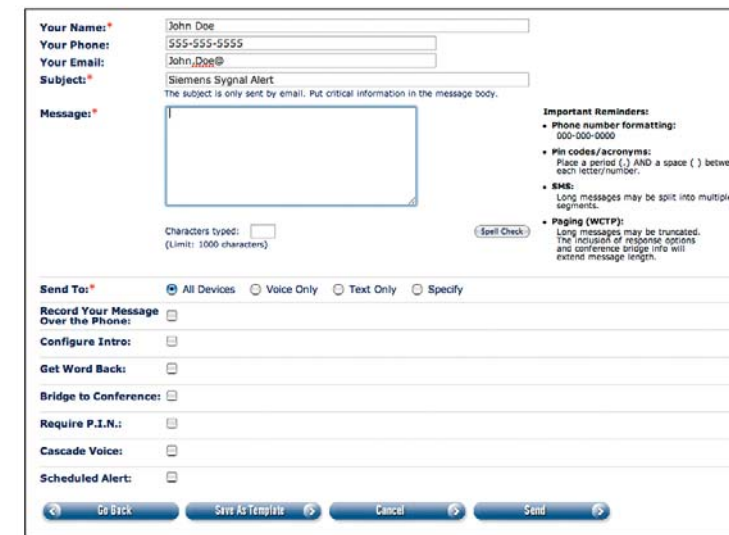 Your Name:* John Doe
Your Phone: 555-555-5555
Your Email: John.Doe@
Subject:* Siemens Sygnal Alert
The subject is only sent by email. Put critical information in the message body.
Message:*
Important Reminders:
• Phone number formatting:
000-000-0000
• Pin codes/acronyms:
Place a period (.) AND a space ( ) betwe
each letter/number.
• SMS:
Long messages may be split into multiple
segments.
• Paging (WCTP):
Long messages may be truncated.
The inclusion of response options
and conference bridge info will
extend message length.
Characters typed:
(Limit: 1000 characters)
Spell Check
Send To:* All Devices Voice Only Text Only Specify
Record Your Message
Over the Phone:
Configure Intro:
Get Word Back:
Bridge to Conference:
Require P.I.N.:
Cascade Voice:
Scheduled Alert:
Go Back Save As Template Cancel Send